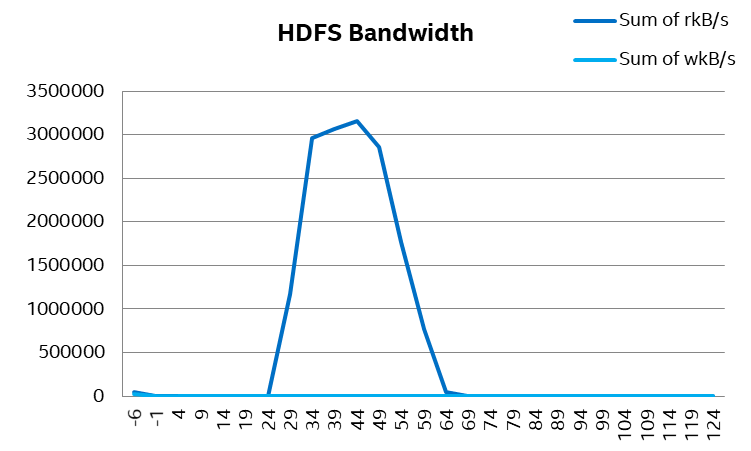 HDFS Bandwidth
Sum of rkB/s
Sum of wkB/s
3500000
3000000
2500000
2000000
1500000
1000000
500000
0
-6 -1 4 9 14 19 24 29 34 39 44 49 54 59 64 69 74 79 84 89 94 99 104 109 114 119 124